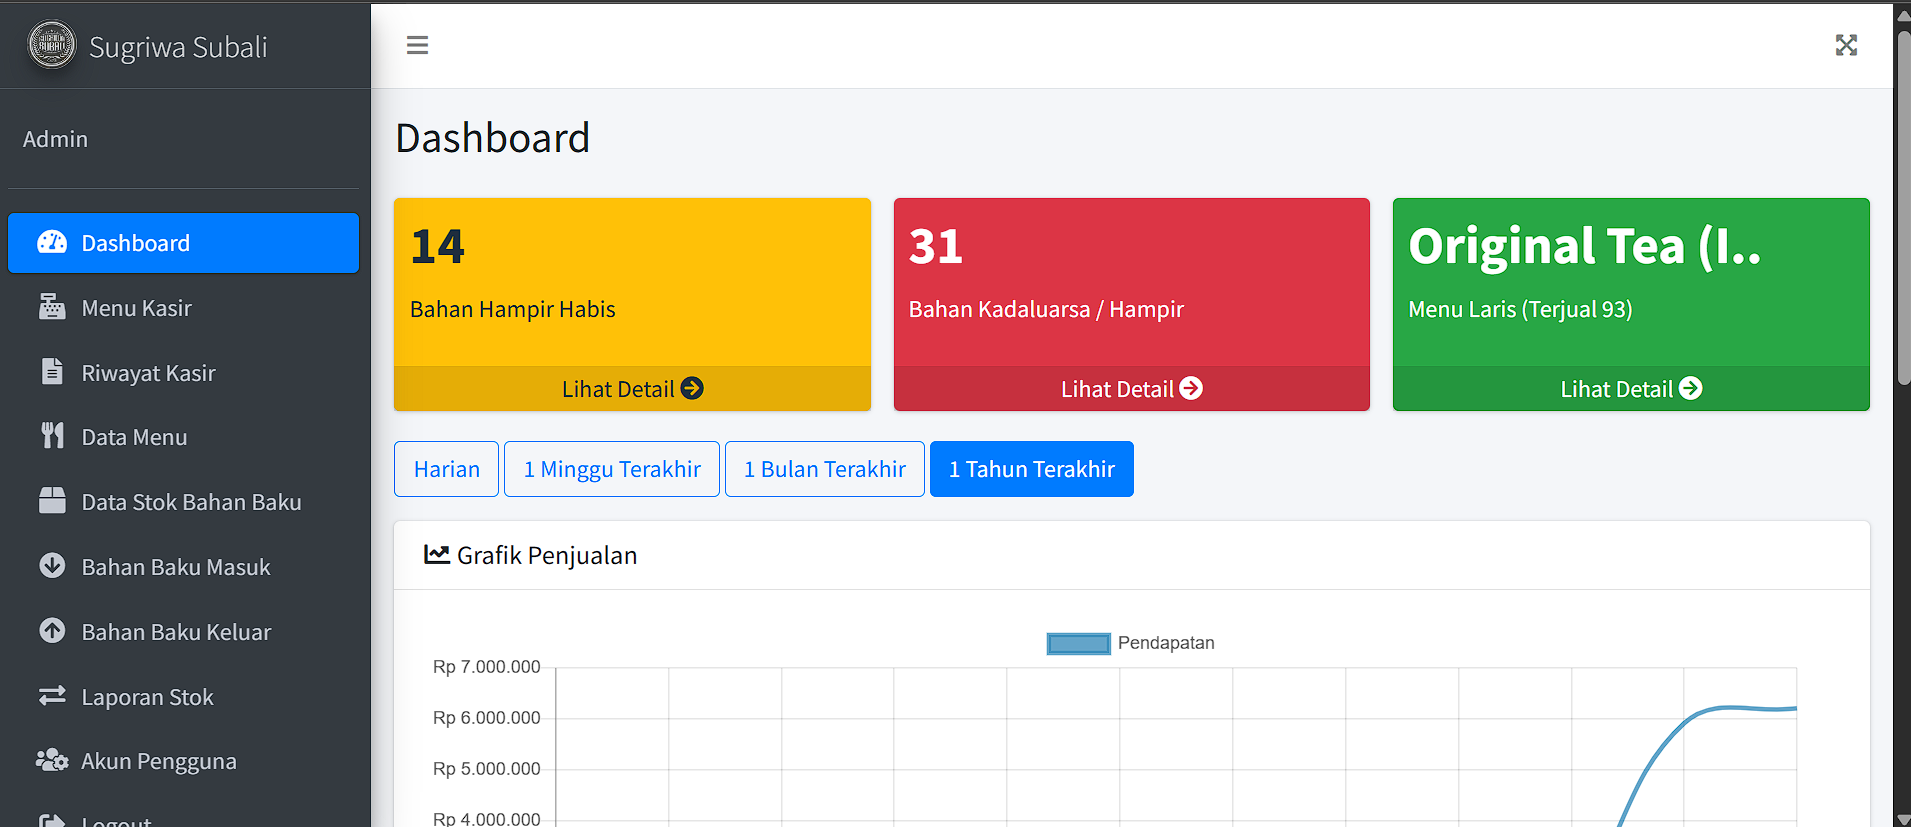 Sugriwa Subali
Admin
Dashboard
Menu Kasir
Riwayat Kasir
Data Menu
Data Stok Bahan Baku
Bahan Baku Masuk
Bahan Baku Keluar
Laporan Stok
Akun Pengguna
Logout
Dashboard
14
Bahan Hampir Habis
Lihat Detail
31
Bahan Kadaluarsa / Hampir
Lihat Detail
Original Tea (I..
Menu Laris (Terjual 93)
Lihat Detail
Harian
1 Minggu Terakhir
1 Bulan Terakhir
1 Tahun Terakhir
Grafik Penjualan
Pendapatan
Rp 7.000.000
Rp 6.000.000
Rp 5.000.000
Rp 4.000.000